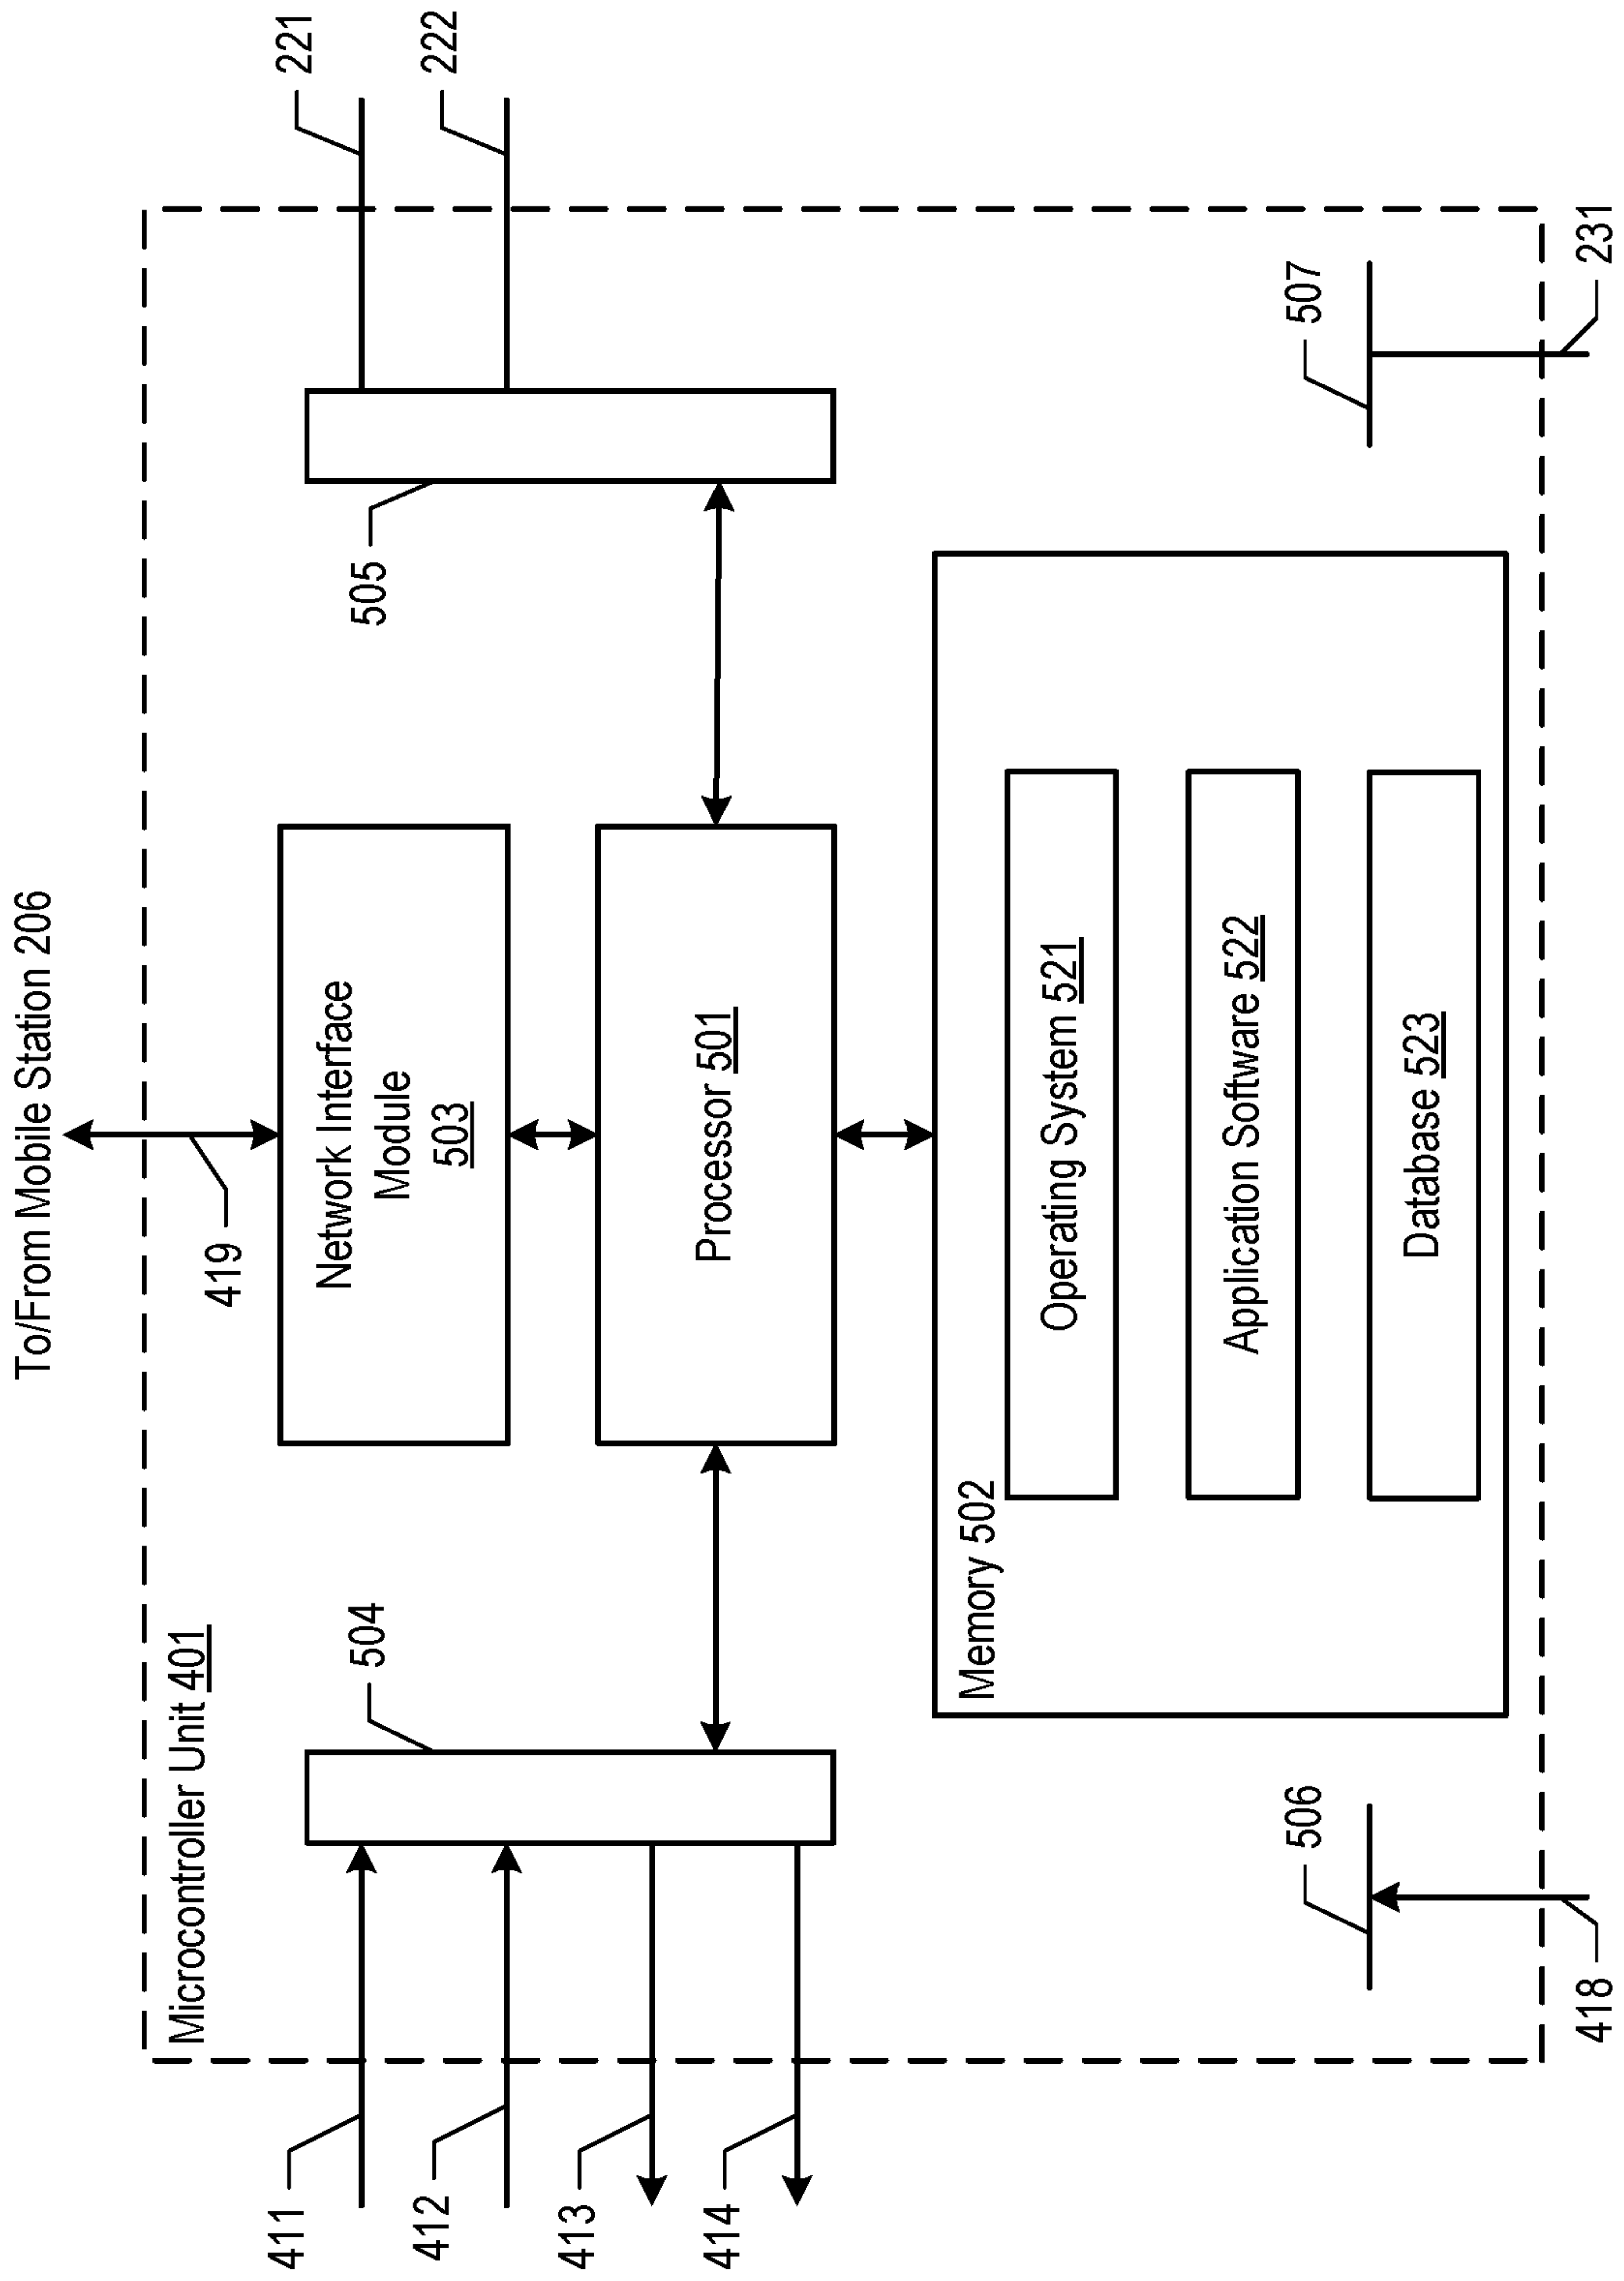 To/From Mobile Station 206
419
Microcontroller Unit 401
411
412
413
414
504
Network Interface
Module
503
Processor 501
505
221
222
Memory 502
Operating System 521
Application Software 522
Database 523
506
418
507
231